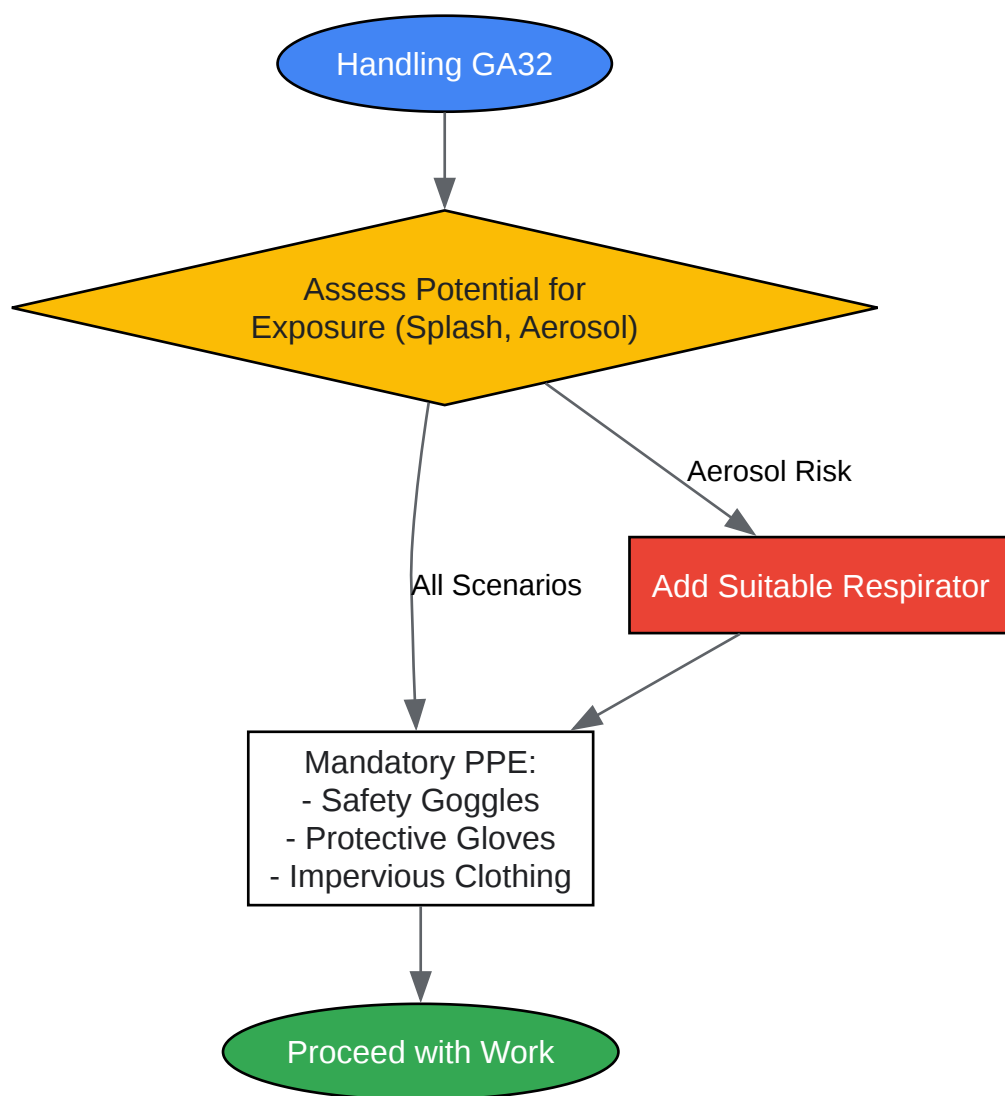 Handling GA32
Assess Potential for
Exposure (Splash, Aerosol)
Aerosol Risk
All Scenarios
Add Suitable Respirator
Mandatory PPE:
- Safety Goggles
- Protective Gloves
- Impervious Clothing
Proceed with Work